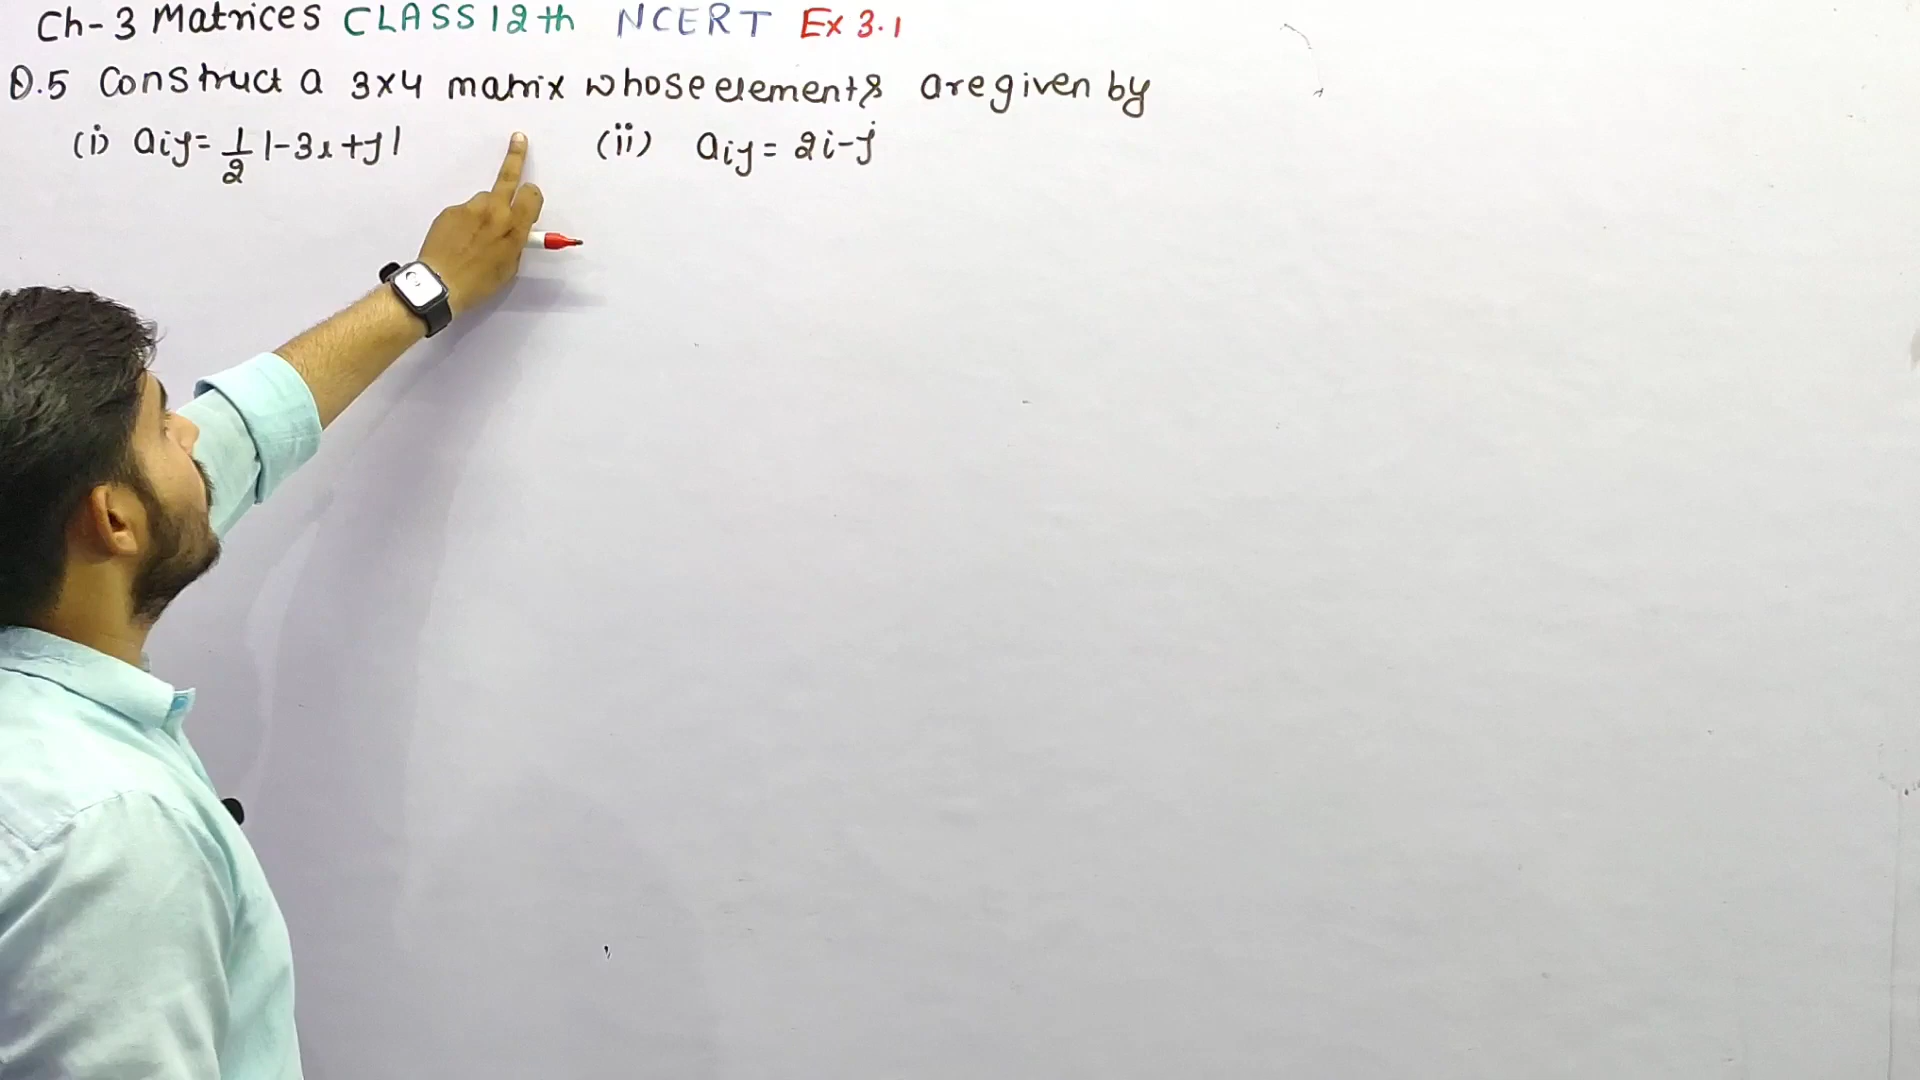 Ch-3 Matrices CLASS 12th NCERT Ex 3.1
Q.5 Construct a 3x4 matrix whose elements are given by
(i) aij = 1/2 |-3i+j| (ii) aij = 2i-j